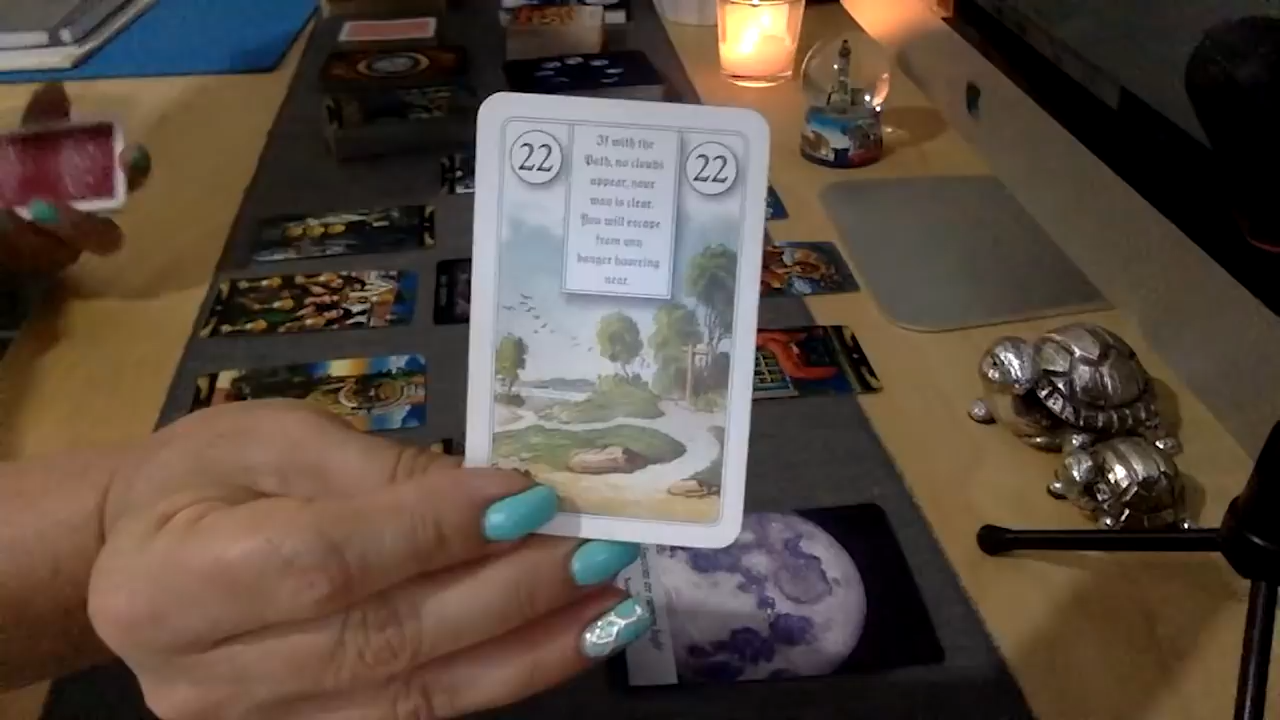 22
If with the
Path, no clouds
appear, your
way is clear.
You will escape
from any
danger hovering
near.
22